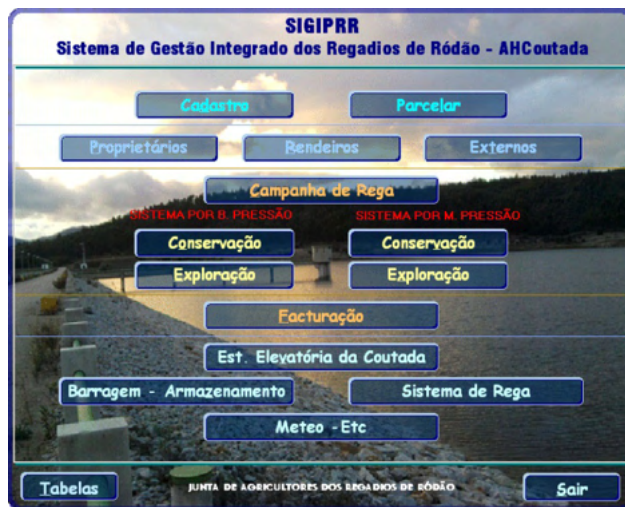 SIGIPRR
Sistema de Gestão Integrado dos Regadios de Ródão - AHCoutada
Cadastro Parcelar
Proprietários Rendeiros Externos
Campanha de Rega
SISTEMA POR B. PRESSÃO SISTEMA POR M. PRESSÃO
Conservação Conservação
Exploração Exploração
Facturação
Est. Elevatória da Coutada
Barragem - Armazenamento Sistema de Rega
Meteo -Etc
Tabelas JUNTA DE AGRICULTORES DOS REGADIOS DE RÓDÃO Sair